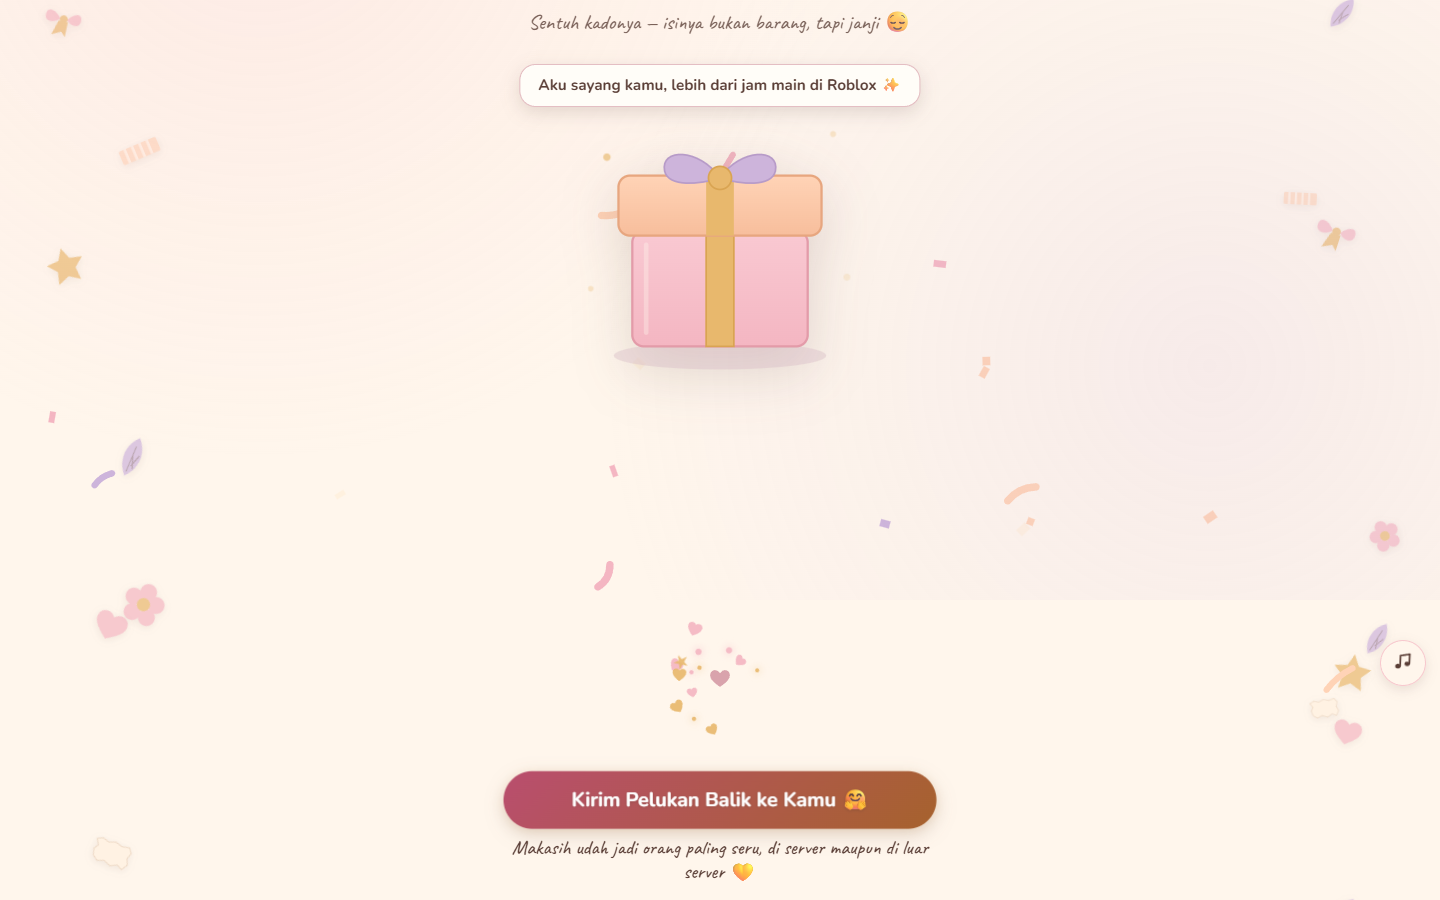 Sentuh kadonya — isinya bukan barang, tapi janji 😌
Aku sayang kamu, lebih dari jam main di Roblox ✨
Kirim Pelukan Balik ke Kamu 🤗
Makasih udah jadi orang paling seru, di server maupun di luar
server 💛